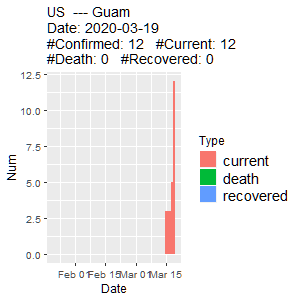 US --- Guam
Date: 2020-03-19
#Confirmed: 12 #Current: 12
#Death: 0 #Recovered: 0
12.5
10.0
7.5
5.0
2.5
0.0
Num
Feb 01 Feb 15 Mar 01 Mar 15
Date
Type
current
death
recovered